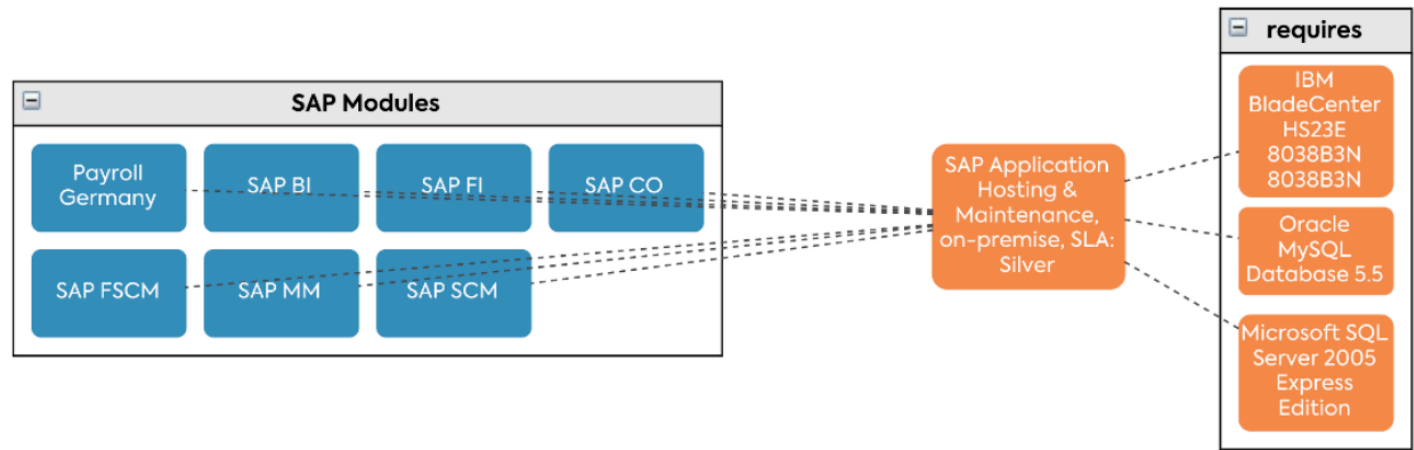 SAP Modules
Payroll
Germany
SAP BI
SAP FI
SAP CO
SAP FSCM
SAP MM
SAP SCM
SAP Application
Hosting &
Maintenance,
on-premise, SLA:
Silver
requires
IBM
BladeCenter
HS23E
8038B3N
8038B3N
Oracle
MySQL
Database 5.5
Microsoft SQL
Server 2005
Express
Edition